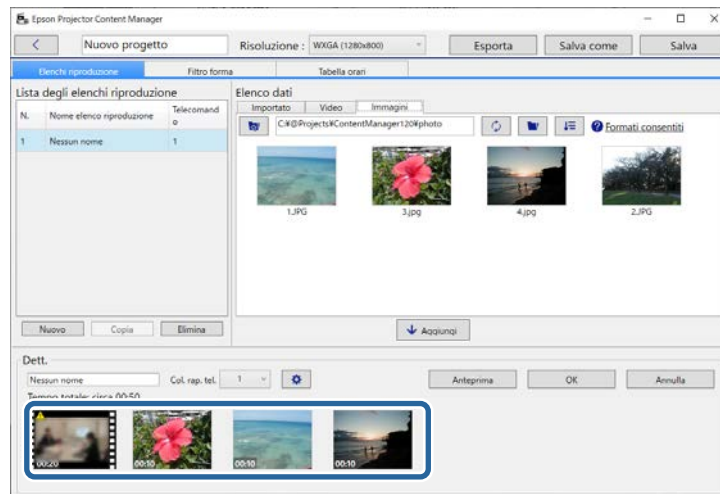 Epson Projector Content Manager
Nuovo progetto Risoluzione : WXGA (1280x800) Esporta Salva come Salva
Elenchi riproduzione Filtro forma Tabella orari
Lista degli elenchi riproduzione
N. Nome elenco riproduzione Telecomand
o
1 Nessun nome 1
Nuovo Copia Elimina
Elenco dati
Importato Video Immagini
C:¥@Projects¥ContentManager120¥photo Formati consentiti
1.JPG 3.jpg 4.jpg 2.JPG
Aggiungi
Dett.
Nessun nome Col. rap. tel. 1 Anteprima OK Annulla
Tempo totale: circa 00:50
00:20 00:10 00:10 00:10